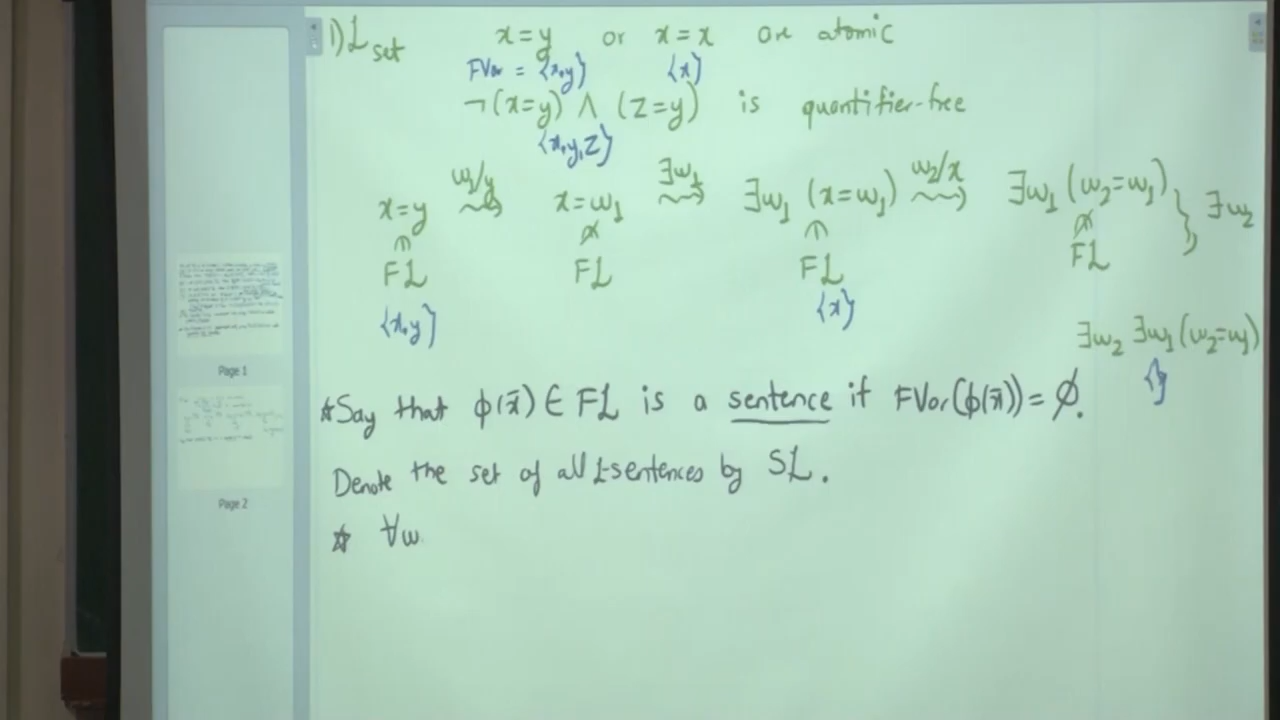 1) L_set x=y or x=x are atomic
FVar = {x,y} {x}
¬(x=y) ∧ (z=y) is quantifier-free
{x,y,z}
x=y w₁/y ⇝ x=w₁ ∃w₁ ⇝ ∃w₁ (x=w₁) w₂/x ⇝ ∃w₁ (w₂=w₁) } ∃w₂
∈ ∉ ∈ ∉
FL FL FL FL
{x,y} {x}
∃w₂ ∃w₁(w₂=w₁)
{}
☆Say that ϕ(x̄) ∈ FL is a sentence if FVar(ϕ(x̄)) = ∅.
Denote the set of all L-sentences by SL.
☆ ∀w
Page 1
Page 2